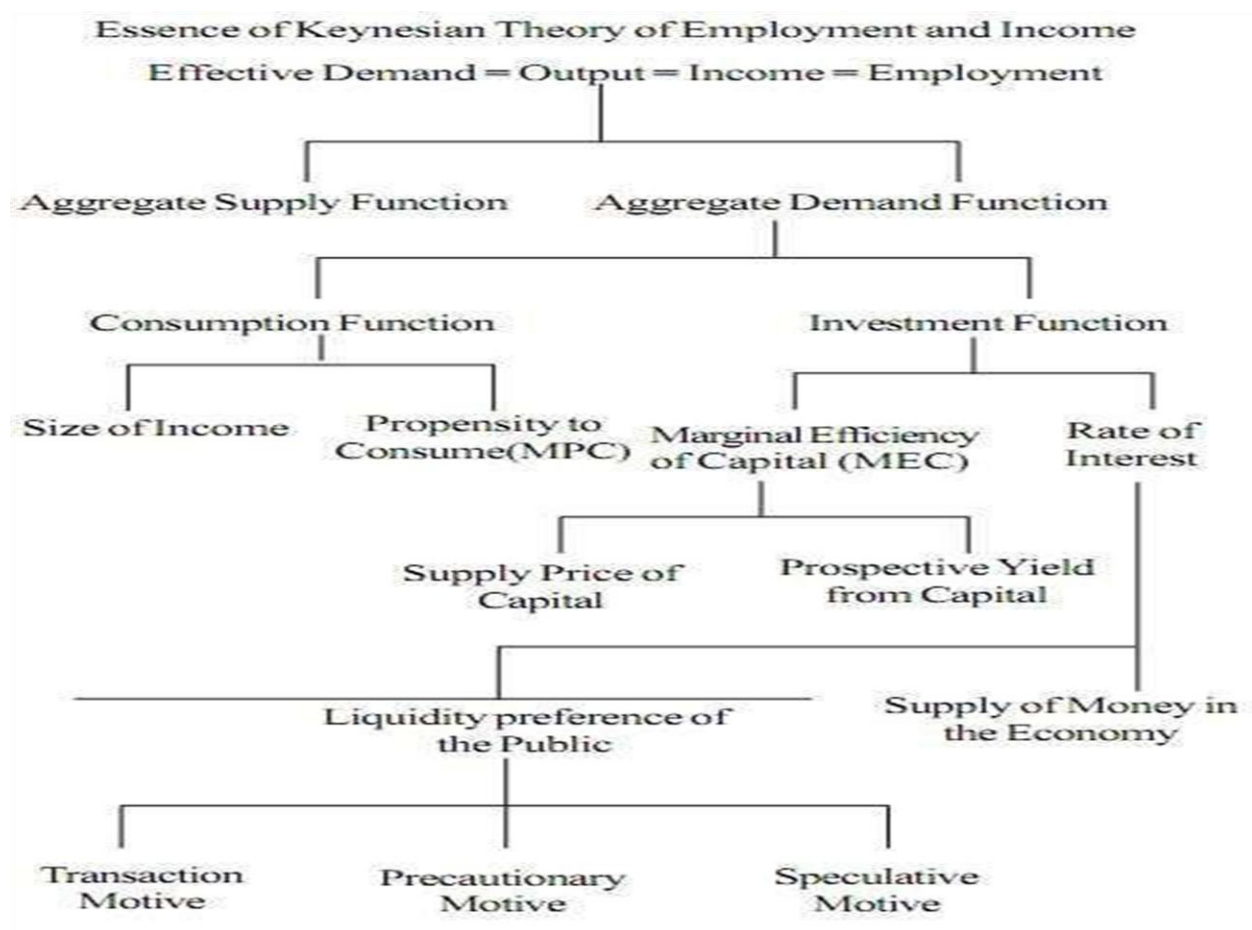 Essence of Keynesian Theory of Employment and Income
Effective Demand = Output = Income = Employment
Aggregate Supply Function
Aggregate Demand Function
Consumption Function
Investment Function
Size of Income
Propensity to
Consume(MPC)
Marginal Efficiency
of Capital (MEC)
Rate of
Interest
Supply Price of
Capital
Prospective Yield
from Capital
Liquidity preference of
the Public
Supply of Money in
the Economy
Transaction
Motive
Precautionary
Motive
Speculative
Motive